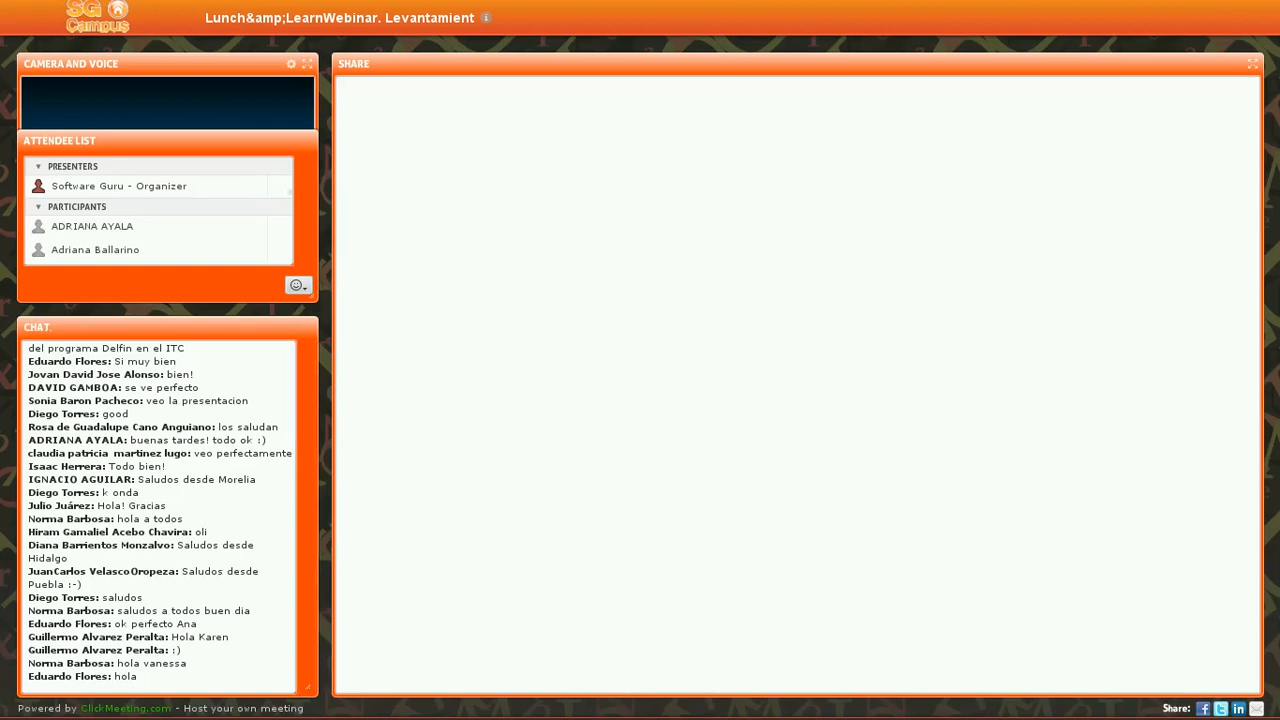 SG
Campus
Lunch&amp;LearnWebinar. Levantamient
CAMERA AND VOICE
ATTENDEE LIST
PRESENTERS
Software Guru - Organizer
PARTICIPANTS
ADRIANA AYALA
Adriana Ballarino
CHAT.
del programa Delfin en el ITC
Eduardo Flores: Si muy bien
Jovan David Jose Alonso: bien!
DAVID GAMBOA: se ve perfecto
Sonia Baron Pacheco: veo la presentacion
Diego Torres: good
Rosa de Guadalupe Cano Anguiano: los saludan
ADRIANA AYALA: buenas tardes! todo ok :)
claudia patricia martinez lugo: veo perfectamente
Isaac Herrera: Todo bien!
IGNACIO AGUILAR: Saludos desde Morelia
Diego Torres: k onda
Julio Juárez: Hola! Gracias
Norma Barbosa: hola a todos
Hiram Gamaliel Acebo Chavira: oli
Diana Barrientos Monzalvo: Saludos desde
Hidalgo
JuanCarlos VelascoOropeza: Saludos desde
Puebla :-)
Diego Torres: saludos
Norma Barbosa: saludos a todos buen dia
Eduardo Flores: ok perfecto Ana
Guillermo Alvarez Peralta: Hola Karen
Guillermo Alvarez Peralta: :)
Norma Barbosa: hola vanessa
Eduardo Flores: hola
SHARE
Powered by ClickMeeting.com - Host your own meeting
Share: